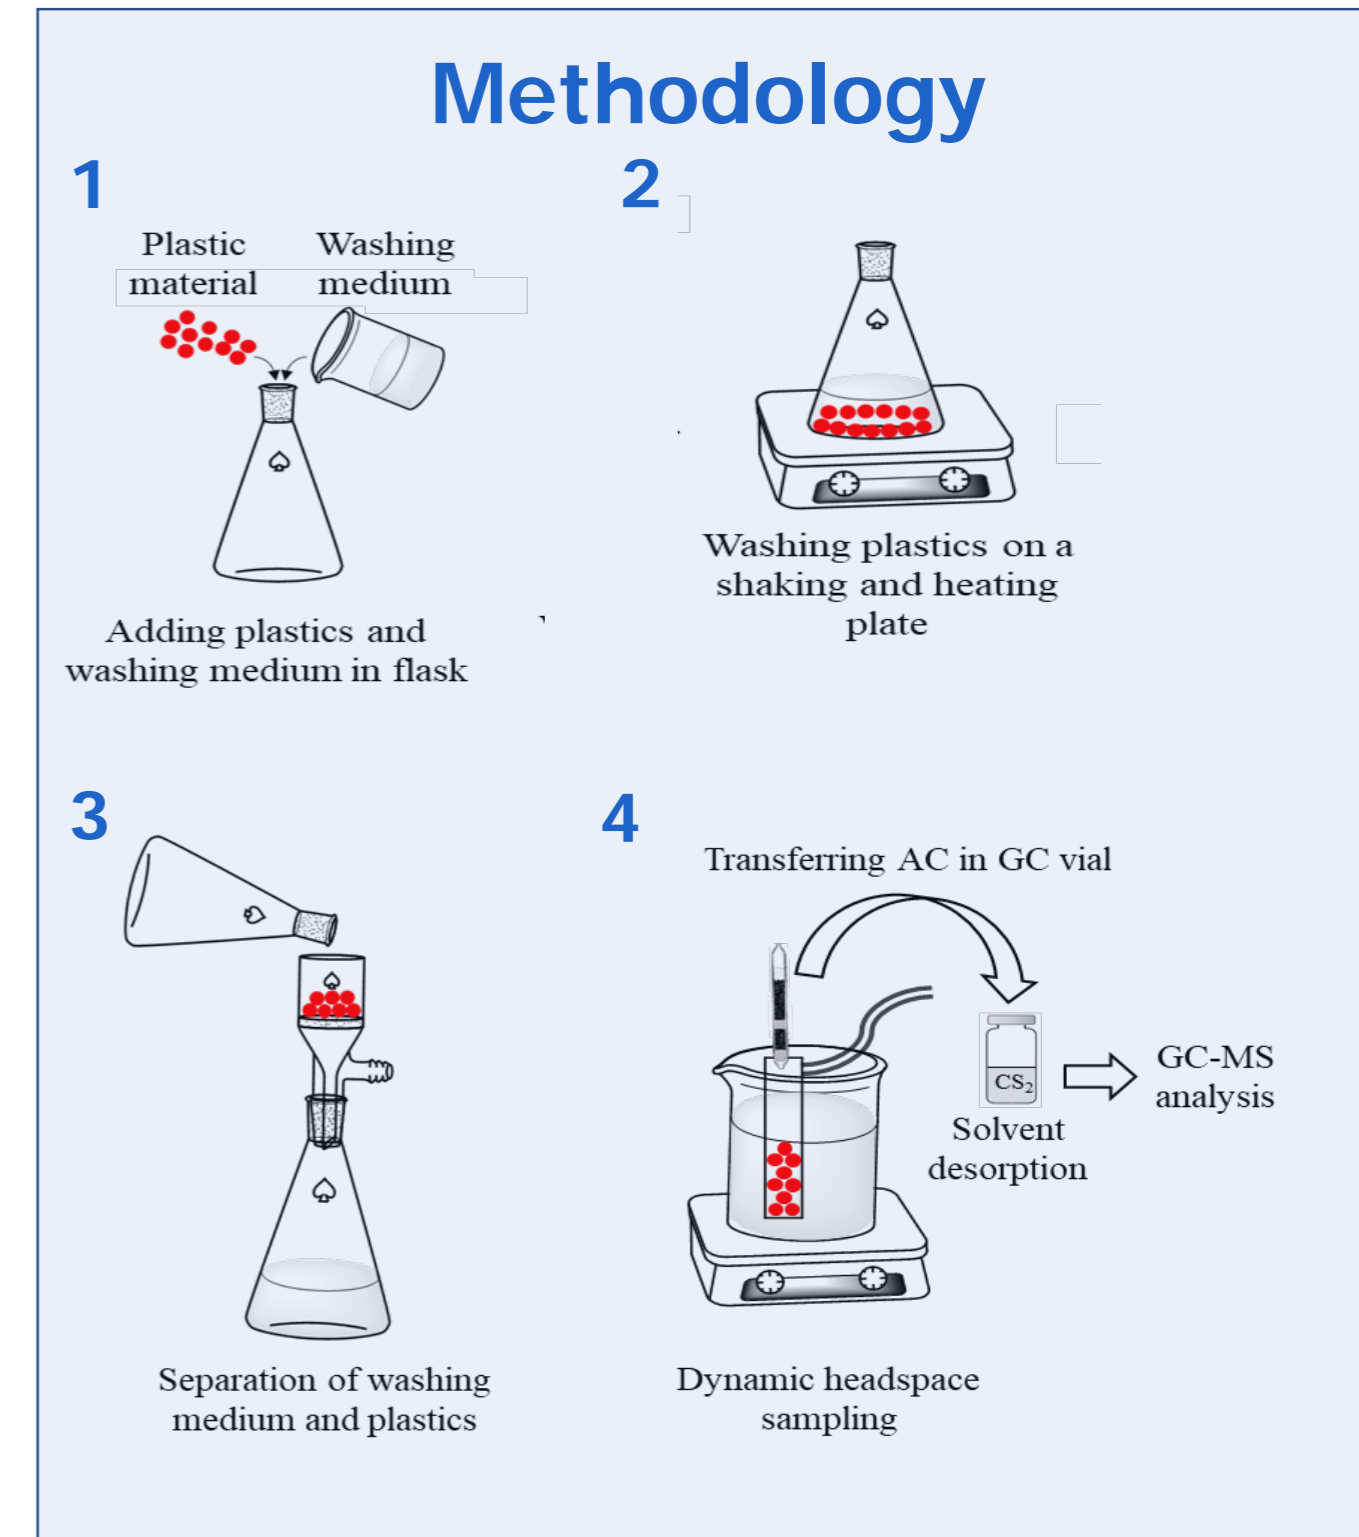 Methodology
1
Plastic
material
Washing
medium
Adding plastics and
washing medium in flask
2
Washing plastics on a
shaking and heating
plate
3
Separation of washing
medium and plastics
4
Transferring AC in GC vial
CS₂
Solvent
desorption
GC-MS
analysis
Dynamic headspace
sampling